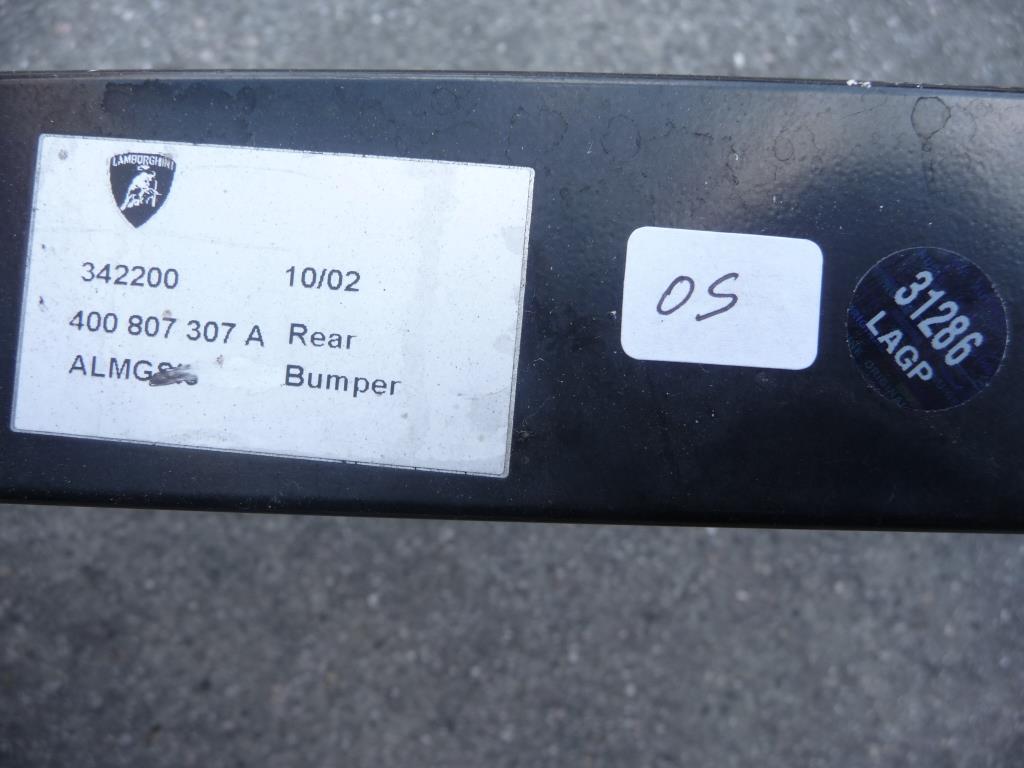 LAMBORGHINI
342200 10/02
400 807 307 A Rear
Bumper
OS
31286
LAGP